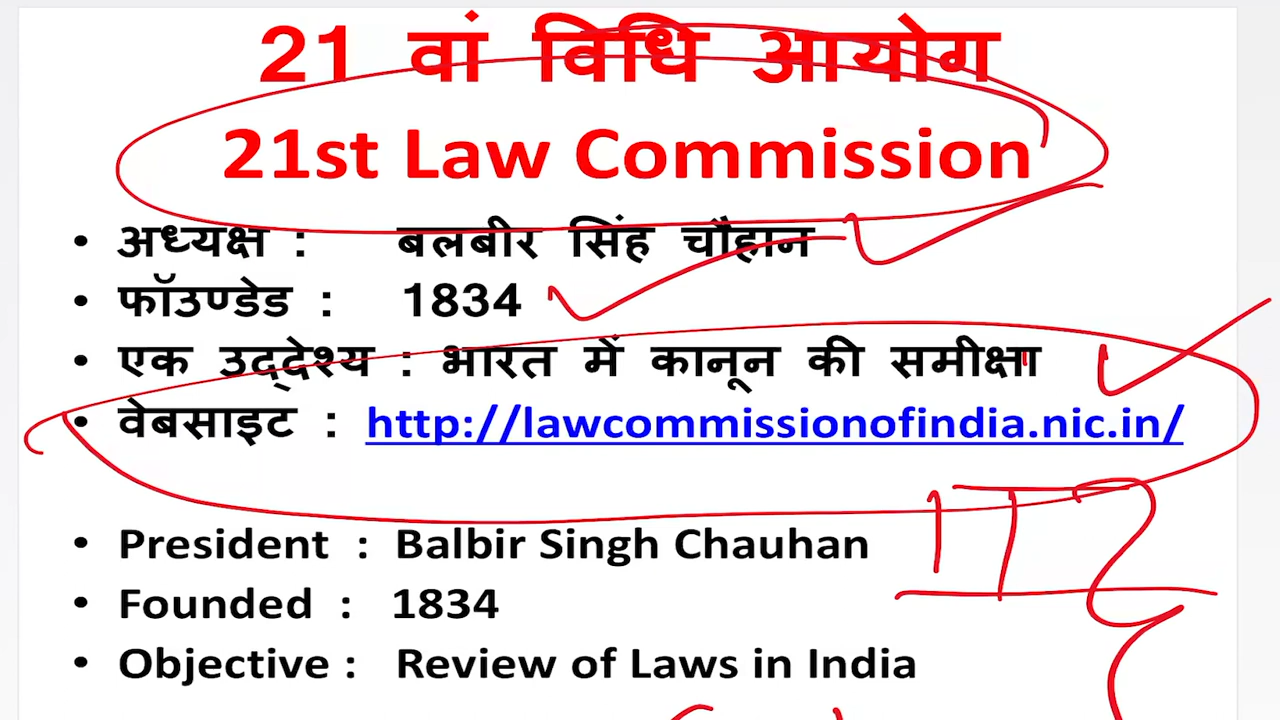 21 वां विधि आयोग
21st Law Commission
• अध्यक्ष : बलबीर सिंह चौहान
• फॉउण्डेड : 1834
• एक उद्देश्य : भारत में कानून की समीक्षा
• वेबसाइट : http://lawcommissionofindia.nic.in/
• President : Balbir Singh Chauhan
• Founded : 1834
• Objective : Review of Laws in India